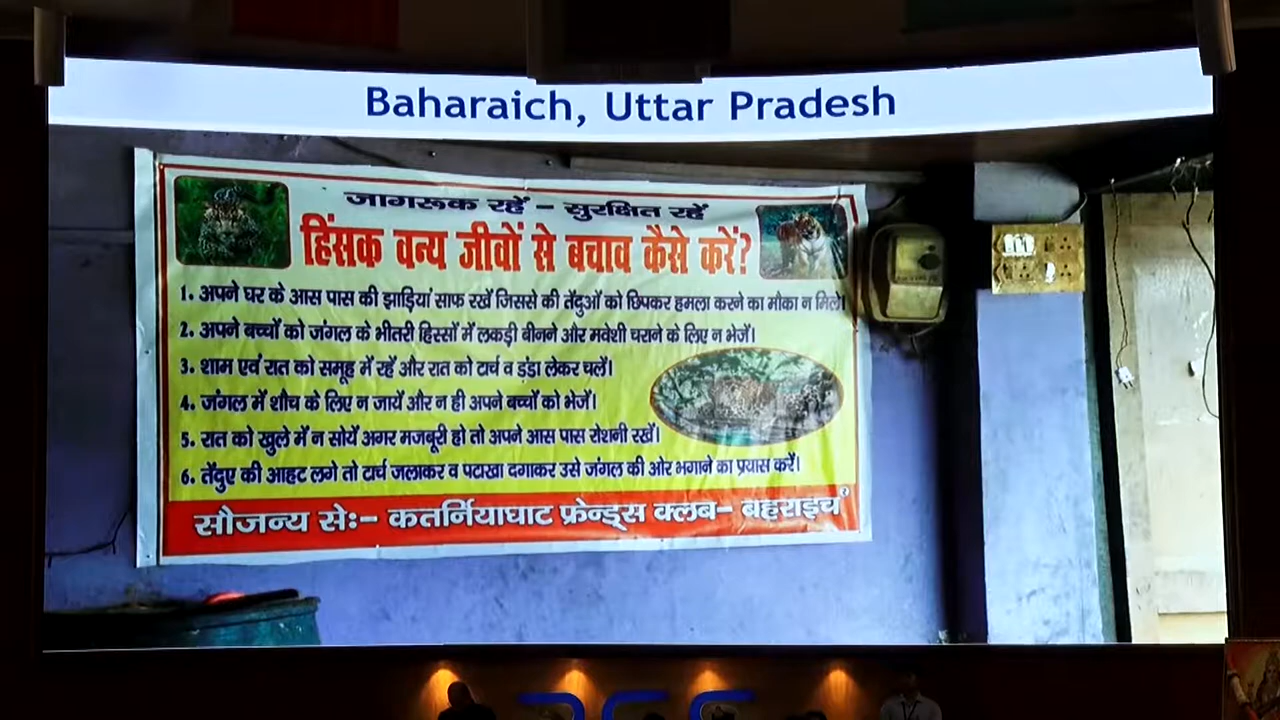 Baharaich, Uttar Pradesh
जागरूक रहें – सुरक्षित रहें
हिंसक वन्य जीवों से बचाव कैसे करें?
1. अपने घर के आस पास की झाड़ियां साफ रखें जिससे की तेंदुओं को छिपकर हमला करने का मौका न मिले।
2. अपने बच्चों को जंगल के भीतरी हिस्सों में लकड़ी बीनने और मवेशी चराने के लिए न भेजें।
3. शाम एवं रात को समूह में रहें और रात को टार्च व डंडा लेकर चलें।
4. जंगल में शौच के लिए न जायें और न ही अपने बच्चों को भेजें।
5. रात को खुले में न सोयें अगर मजबूरी हो तो अपने आस पास रोशनी रखें।
6. तेंदुए की आहट लगे तो टार्च जलाकर व पटाखा दगाकर उसे जंगल की ओर भगाने का प्रयास करें।
सौजन्य से:– कतर्नियाघाट फ्रेन्ड्स क्लब– बहराइच